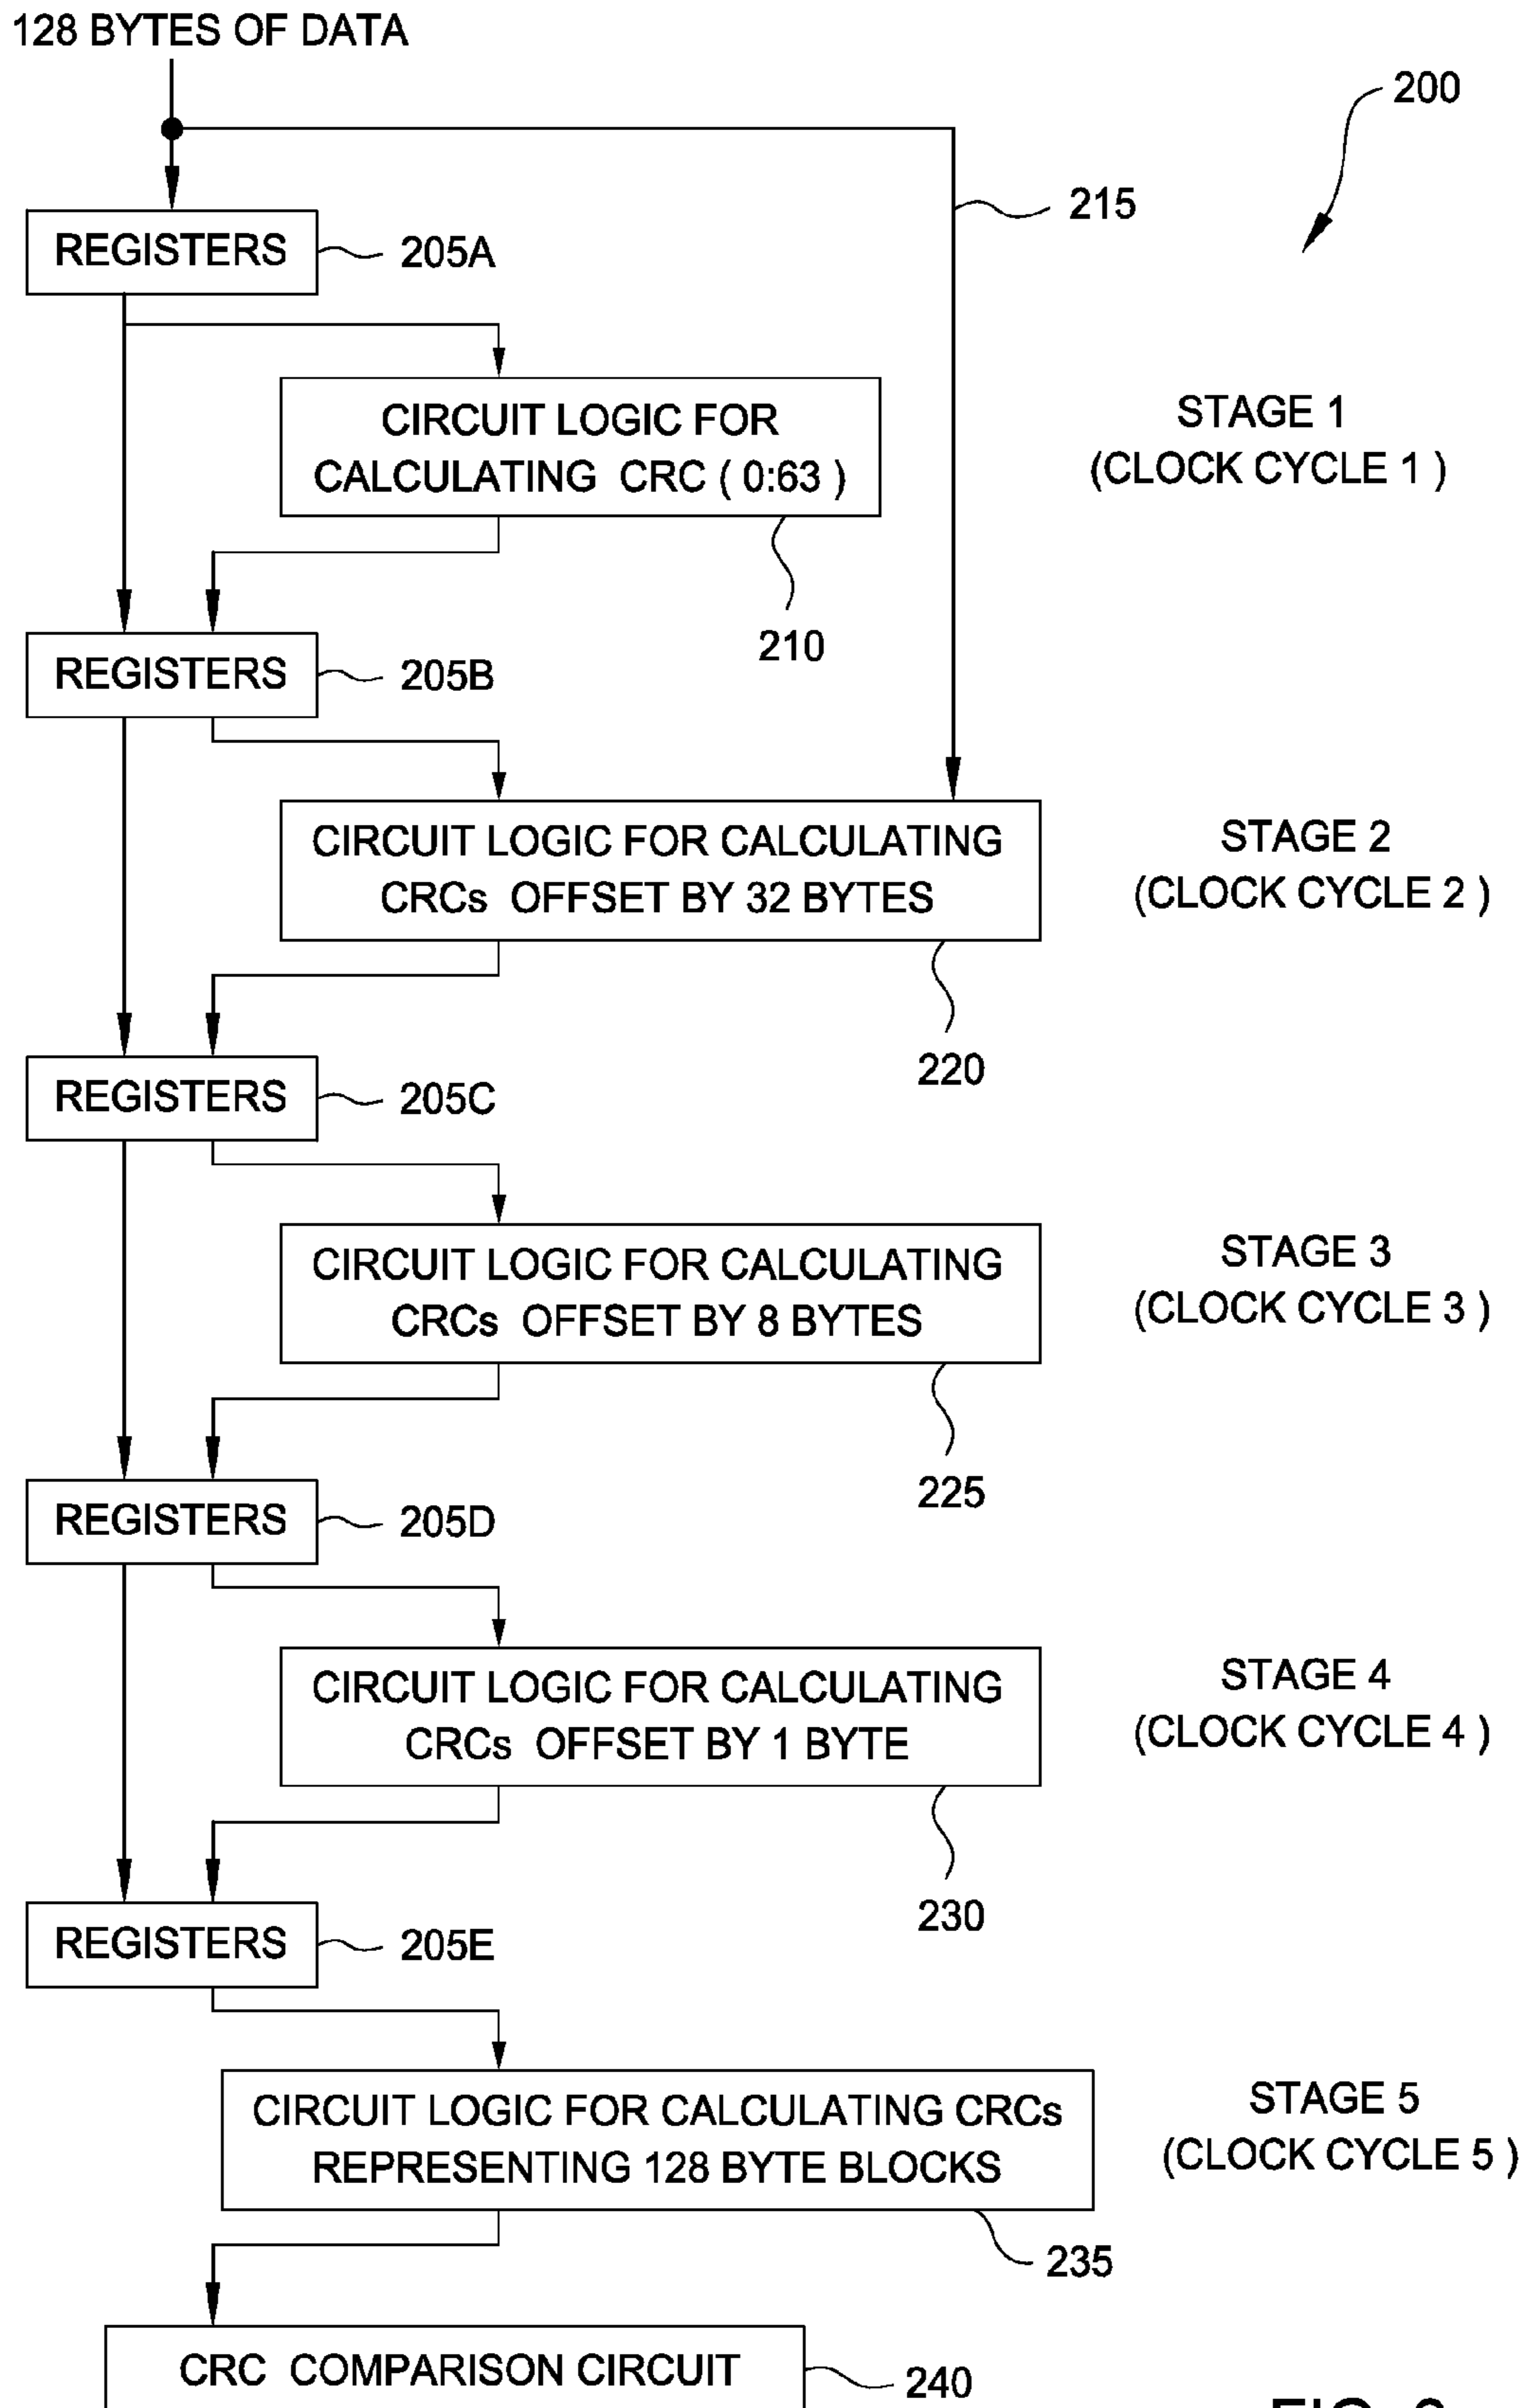 128 BYTES OF DATA
200
215
REGISTERS
205A
CIRCUIT LOGIC FOR
CALCULATING CRC ( 0:63 )
STAGE 1
(CLOCK CYCLE 1 )
210
REGISTERS
205B
CIRCUIT LOGIC FOR CALCULATING
CRCs OFFSET BY 32 BYTES
STAGE 2
(CLOCK CYCLE 2 )
220
REGISTERS
205C
CIRCUIT LOGIC FOR CALCULATING
CRCs OFFSET BY 8 BYTES
STAGE 3
(CLOCK CYCLE 3 )
225
REGISTERS
205D
CIRCUIT LOGIC FOR CALCULATING
CRCs OFFSET BY 1 BYTE
STAGE 4
(CLOCK CYCLE 4 )
230
REGISTERS
205E
CIRCUIT LOGIC FOR CALCULATING CRCs
REPRESENTING 128 BYTE BLOCKS
STAGE 5
(CLOCK CYCLE 5 )
235
CRC COMPARISON CIRCUIT
240